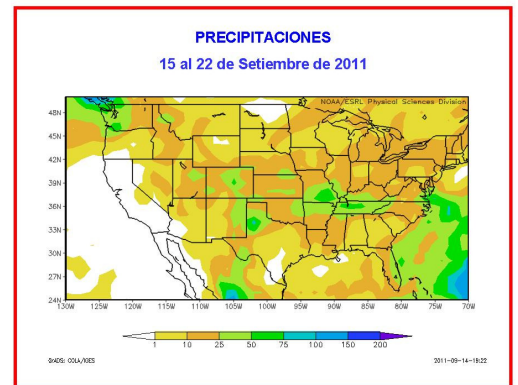 PRECIPITACIONES
15 al 22 de Setiembre de 2011
NOAA/ESRL Physical Sciences Division
48N
45N
42N
39N
36N
33N
30N
27N
24N
130W 125W 120W 115W 110W 105W 100W 95W 90W 85W 80W 75W 70W
1 10 25 50 75 100 150 200
GrADS: COLA/IGES 2011-09-14-19:22